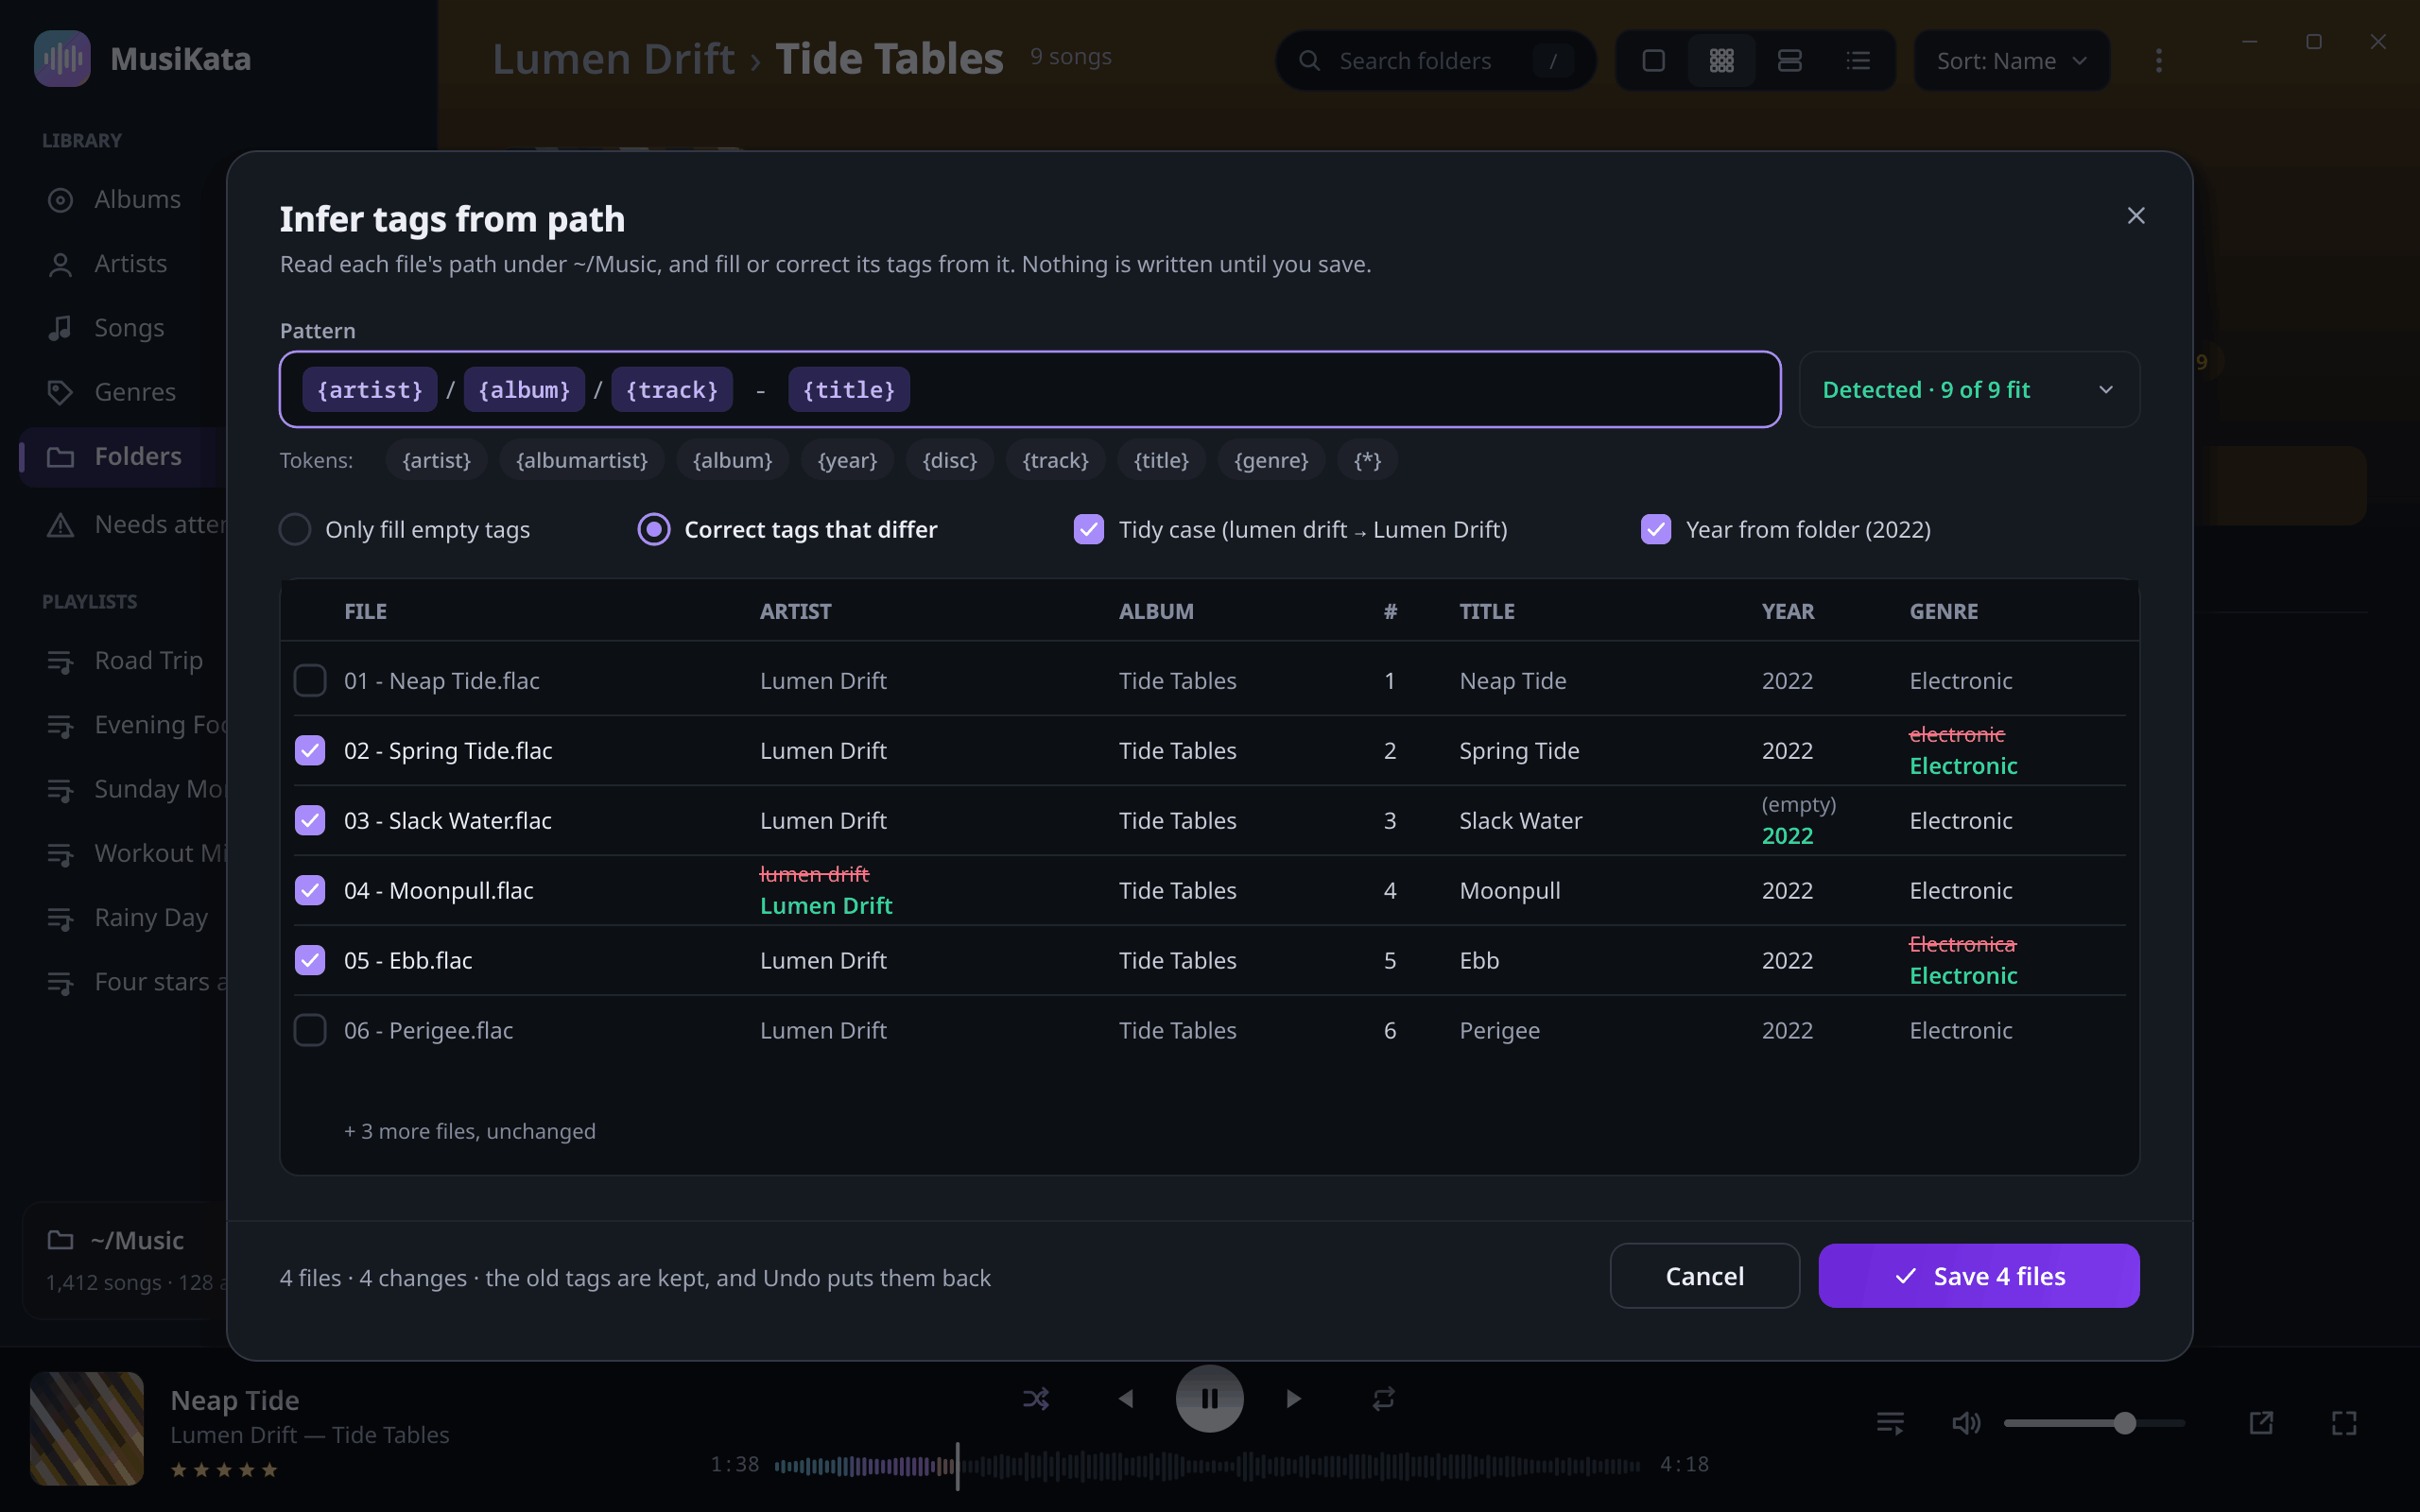 MusiKata
Lumen Drift › Tide Tables 9 songs
Search folders /
Sort: Name
LIBRARY
Albums
Artists
Songs
Genres
Folders
Needs atter
PLAYLISTS
Road Trip
Evening Foc
Sunday Mo
Workout Mi
Rainy Day
Four stars a
~/Music
1,412 songs · 128 a
Infer tags from path
Read each file's path under ~/Music, and fill or correct its tags from it. Nothing is written until you save.
Pattern
{artist} / {album} / {track} - {title}
Detected · 9 of 9 fit
9
Tokens: {artist} {albumartist} {album} {year} {disc} {track} {title} {genre} {*}
Only fill empty tags Correct tags that differ Tidy case (lumen drift → Lumen Drift) Year from folder (2022)
FILE ARTIST ALBUM # TITLE YEAR GENRE
01 - Neap Tide.flac Lumen Drift Tide Tables 1 Neap Tide 2022 Electronic
electronic
02 - Spring Tide.flac Lumen Drift Tide Tables 2 Spring Tide 2022
Electronic
(empty)
03 - Slack Water.flac Lumen Drift Tide Tables 3 Slack Water Electronic
2022
lumen drift
04 - Moonpull.flac Tide Tables 4 Moonpull 2022 Electronic
Lumen Drift
Electronica
05 - Ebb.flac Lumen Drift Tide Tables 5 Ebb 2022
Electronic
06 - Perigee.flac Lumen Drift Tide Tables 6 Perigee 2022 Electronic
+ 3 more files, unchanged
4 files · 4 changes · the old tags are kept, and Undo puts them back
Cancel
Save 4 files
Neap Tide
Lumen Drift — Tide Tables
1:38
4:18